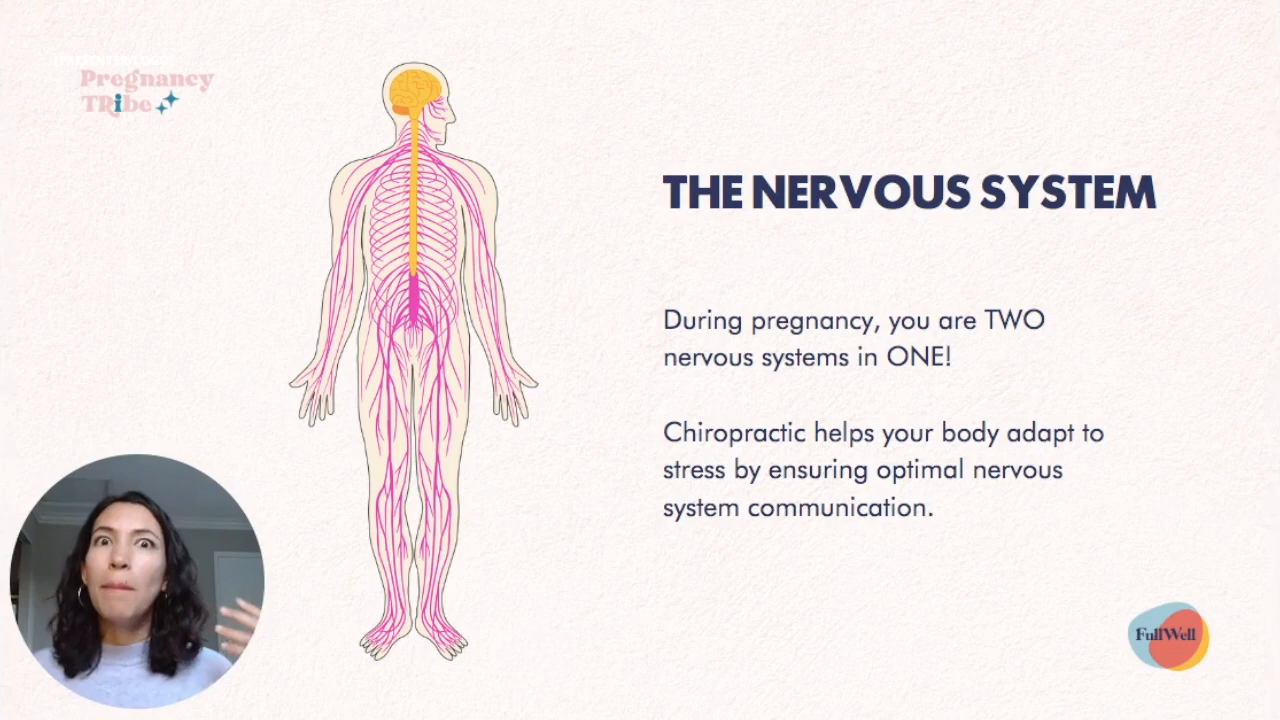 Pregnancy
TRibe
THE NERVOUS SYSTEM
During pregnancy, you are TWO
nervous systems in ONE!
Chiropractic helps your body adapt to
stress by ensuring optimal nervous
system communication.
FullWell